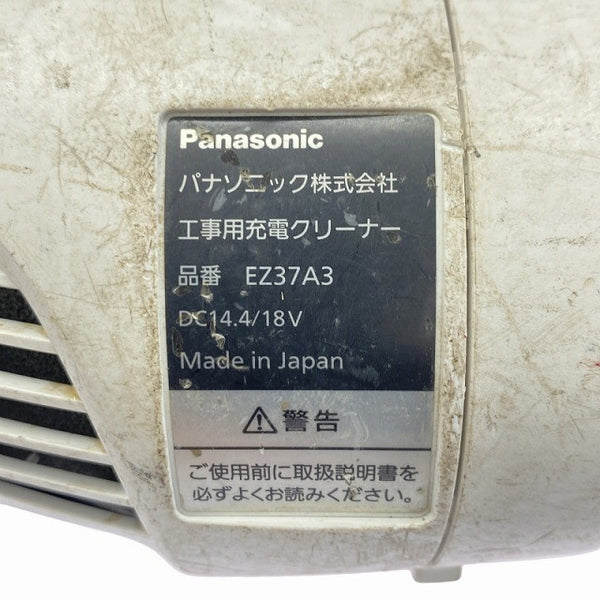 Panasonic
パナソニック株式会社
工事用充電クリーナー
品番 EZ37A3
DC14.4/18V
Made in Japan
⚠警告
ご使用前に取扱説明書を
必ずよくお読みください。